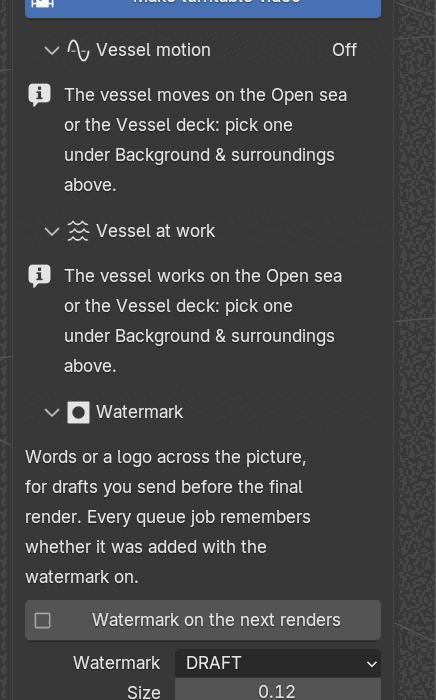 Make turntable video
Vessel motion Off
The vessel moves on the Open sea
or the Vessel deck: pick one
under Background & surroundings
above.
Vessel at work
The vessel works on the Open sea
or the Vessel deck: pick one
under Background & surroundings
above.
Watermark
Words or a logo across the picture,
for drafts you send before the final
render. Every queue job remembers
whether it was added with the
watermark on.
Watermark on the next renders
Watermark DRAFT
Size 0.12